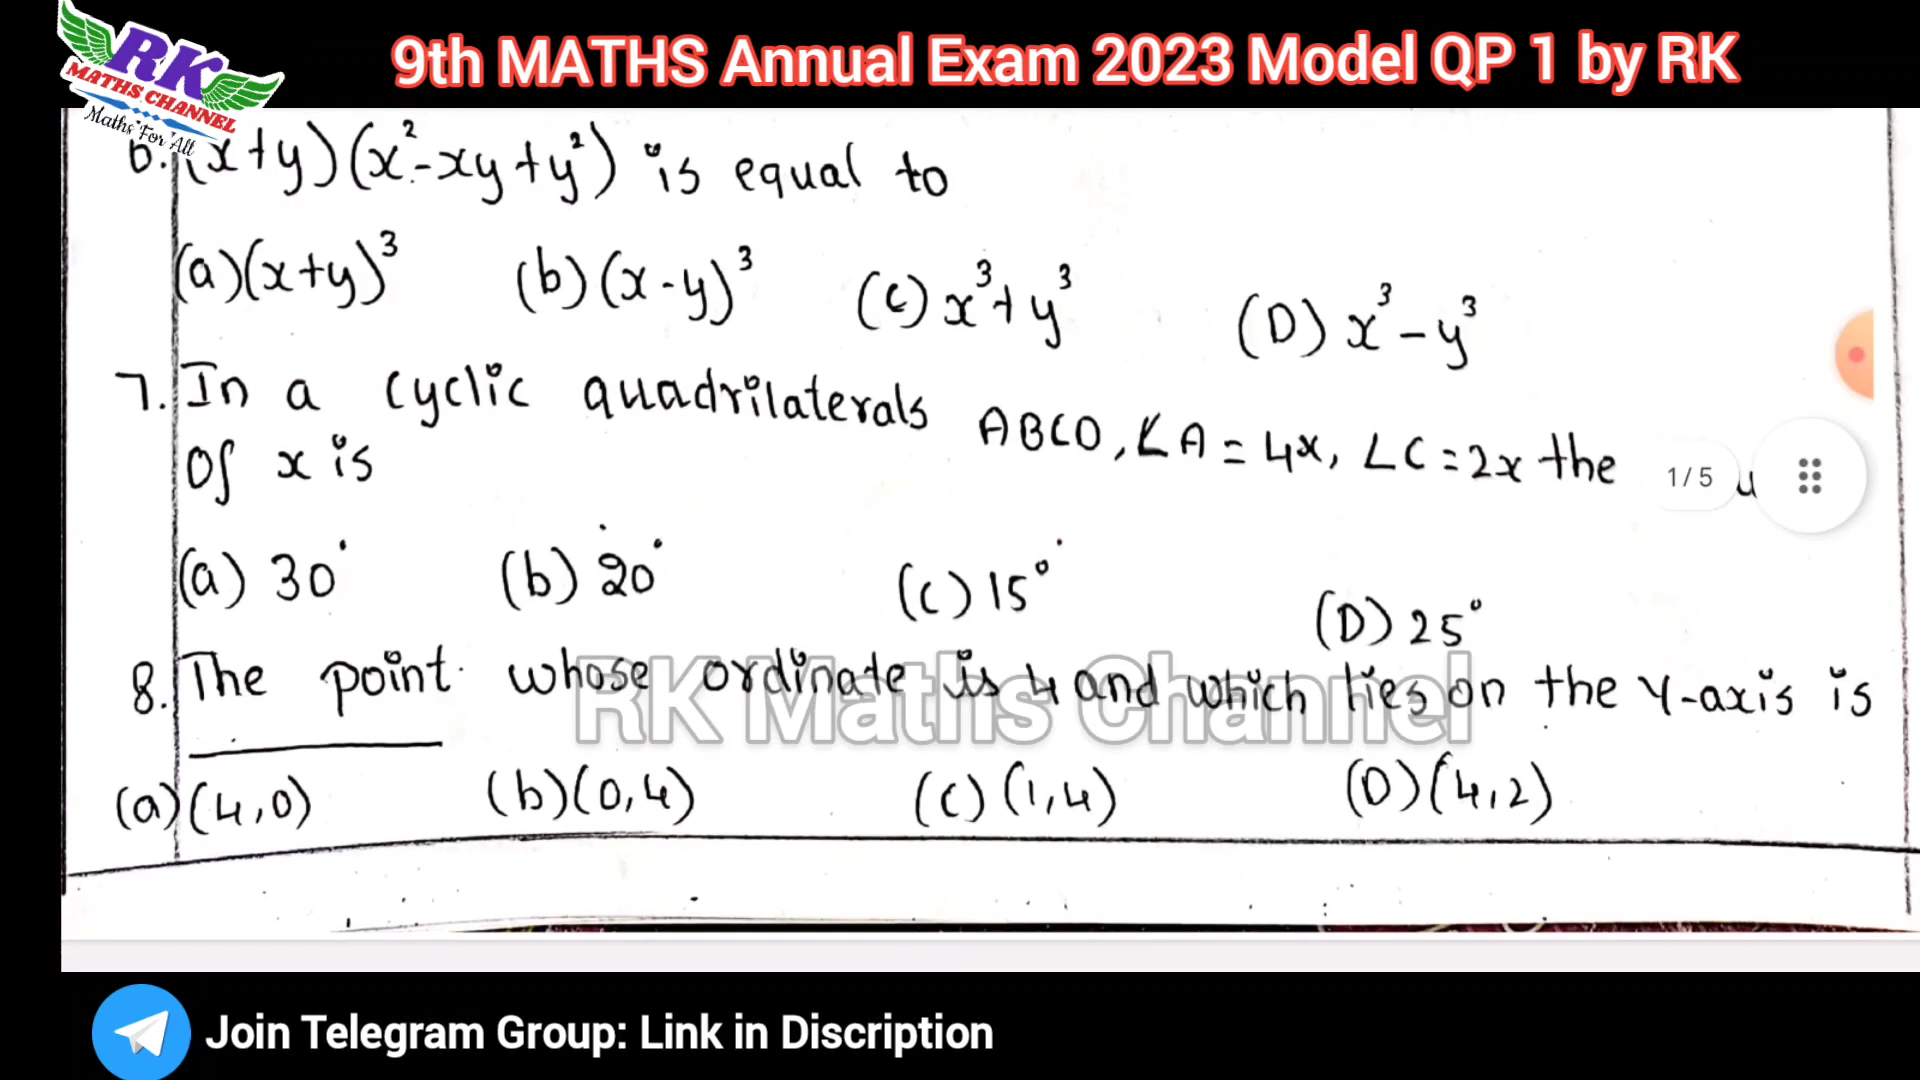 RK
MATHS CHANNEL
Maths For All
9th MATHS Annual Exam 2023 Model QP 1 by RK
6. (x+y)(x²-xy+y²) is equal to
(a)(x+y)³ (b)(x-y)³ (c) x³+y³ (D) x³-y³
7. In a cyclic quadrilaterals ABCD, ∠A = 4x, ∠C = 2x the
1/5
of x is
(a) 30° (b) 20° (c) 15° (D) 25°
8. The point whose ordinate is 4 and which lies on the Y-axis is
RK Maths Channel
(a)(4,0) (b)(0,4) (c)(1,4) (D)(4,2)
Join Telegram Group: Link in Discription